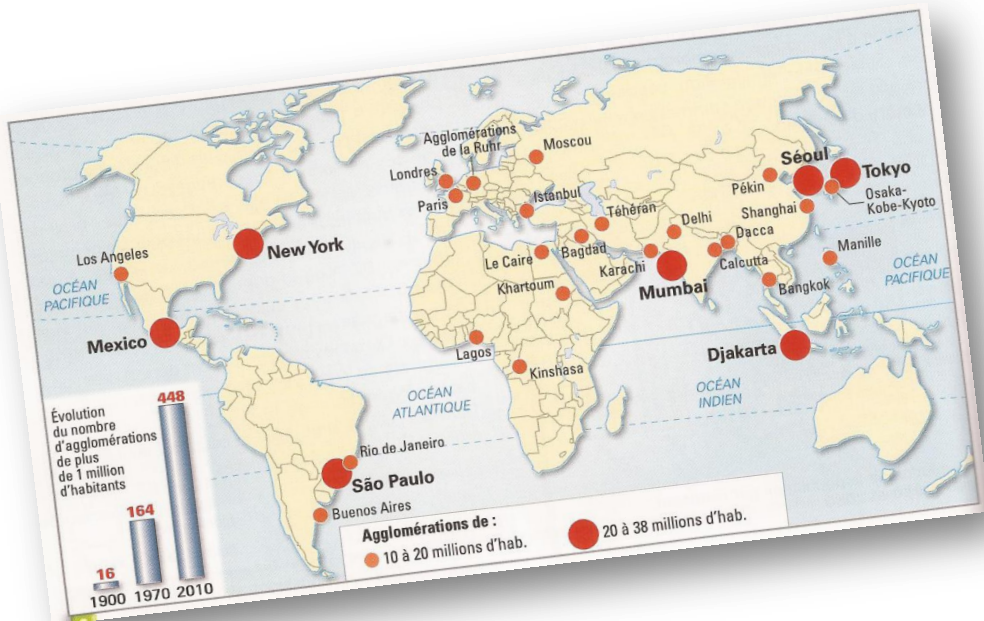 Agglomérations
de la Ruhr
Moscou
Londres
Paris
Istanbul
Séoul
Tokyo
Pékin
Osaka-
Kobe-Kyoto
Shanghai
Téhéran
Delhi
Dacca
Los Angeles
New York
Le Caire
Bagdad
Karachi
Calcutta
Manille
OCÉAN
PACIFIQUE
Khartoum
Mumbai
Bangkok
OCÉAN
PACIFIQUE
Mexico
Lagos
Kinshasa
Djakarta
OCÉAN
ATLANTIQUE
OCÉAN
INDIEN
Rio de Janeiro
São Paulo
Buenos Aires
Évolution
du nombre
d'agglomérations
de plus
de 1 million
d'habitants
448
164
16
1900 1970 2010
Agglomérations de :
10 à 20 millions d'hab.
20 à 38 millions d'hab.